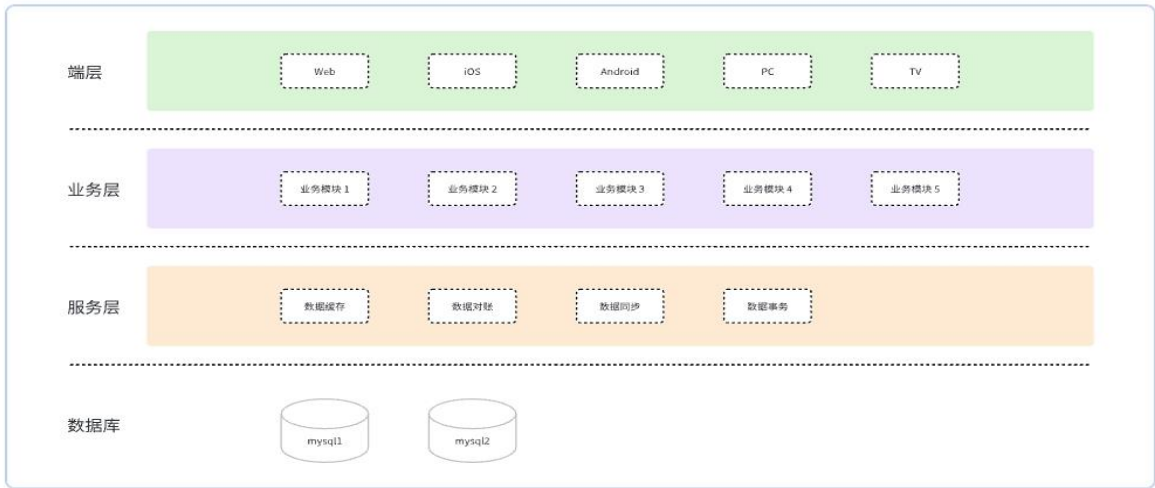 端层
Web
iOS
Android
PC
TV
业务层
业务模块 1
业务模块 2
业务模块 3
业务模块 4
业务模块 5
服务层
数据缓存
数据对账
数据同步
数据事务
数据库
mysql1
mysql2